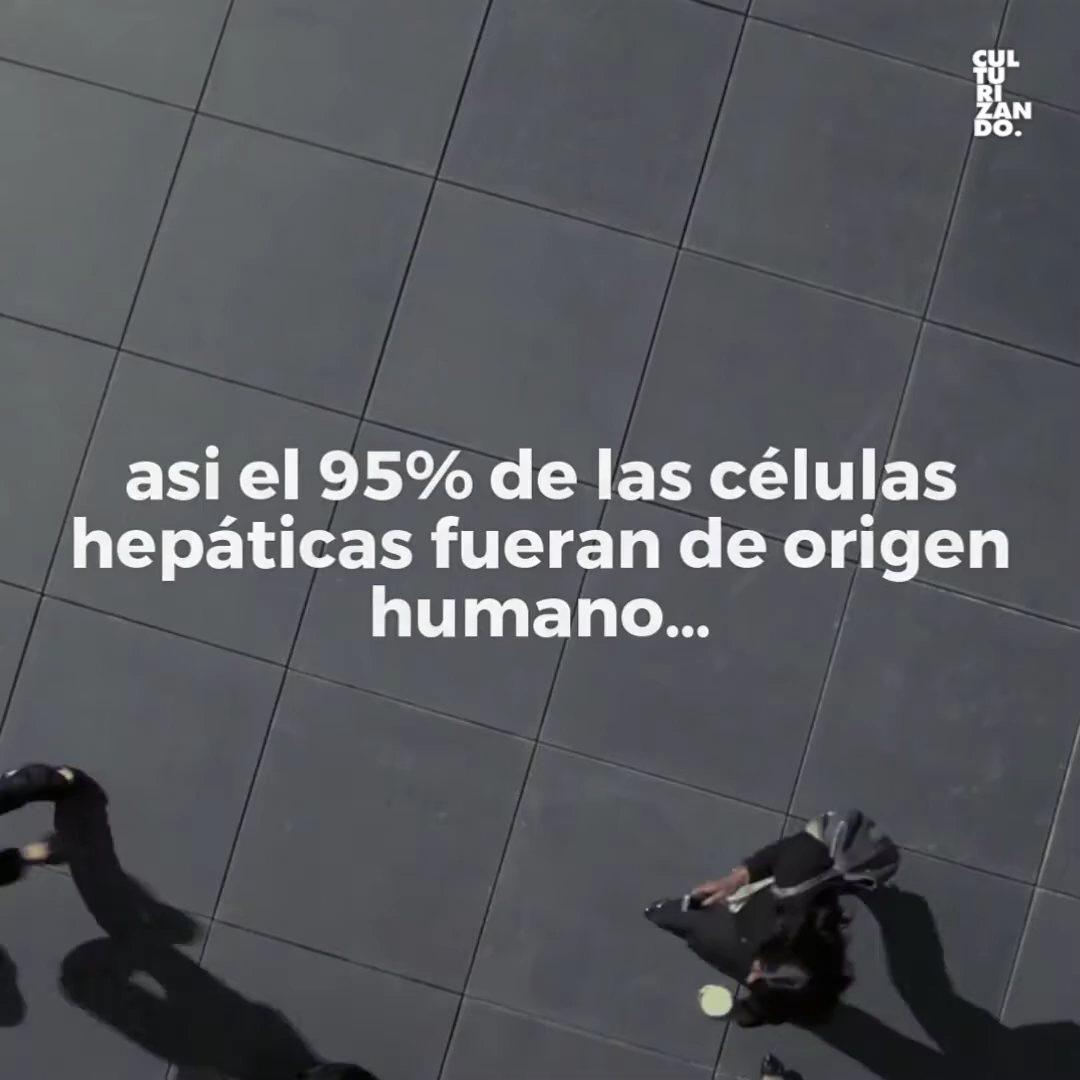 CUL
TU
RI
ZAN
DO.
asi el 95% de las células
hepáticas fueran de origen
humano...